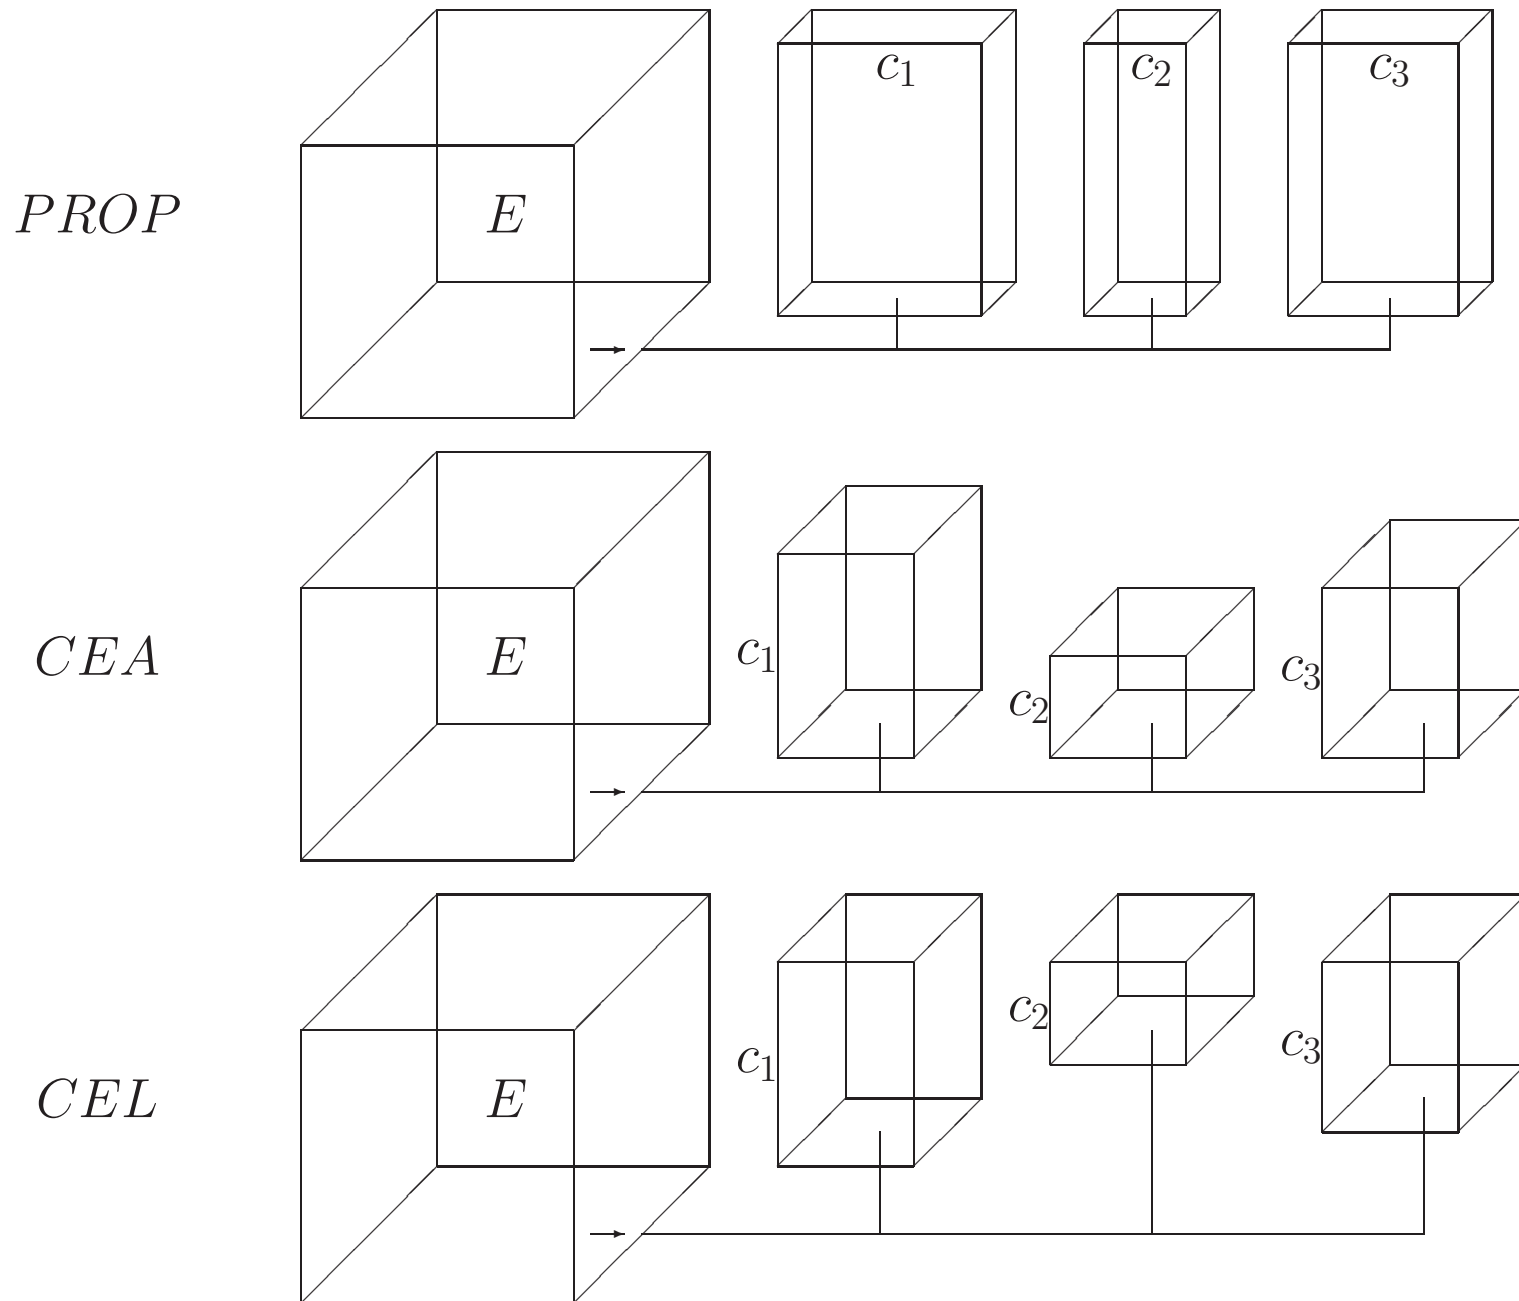 c₁ c₂ c₃
PROP E
CEA E c₁ c₂ c₃
CEL E c₁ c₂ c₃